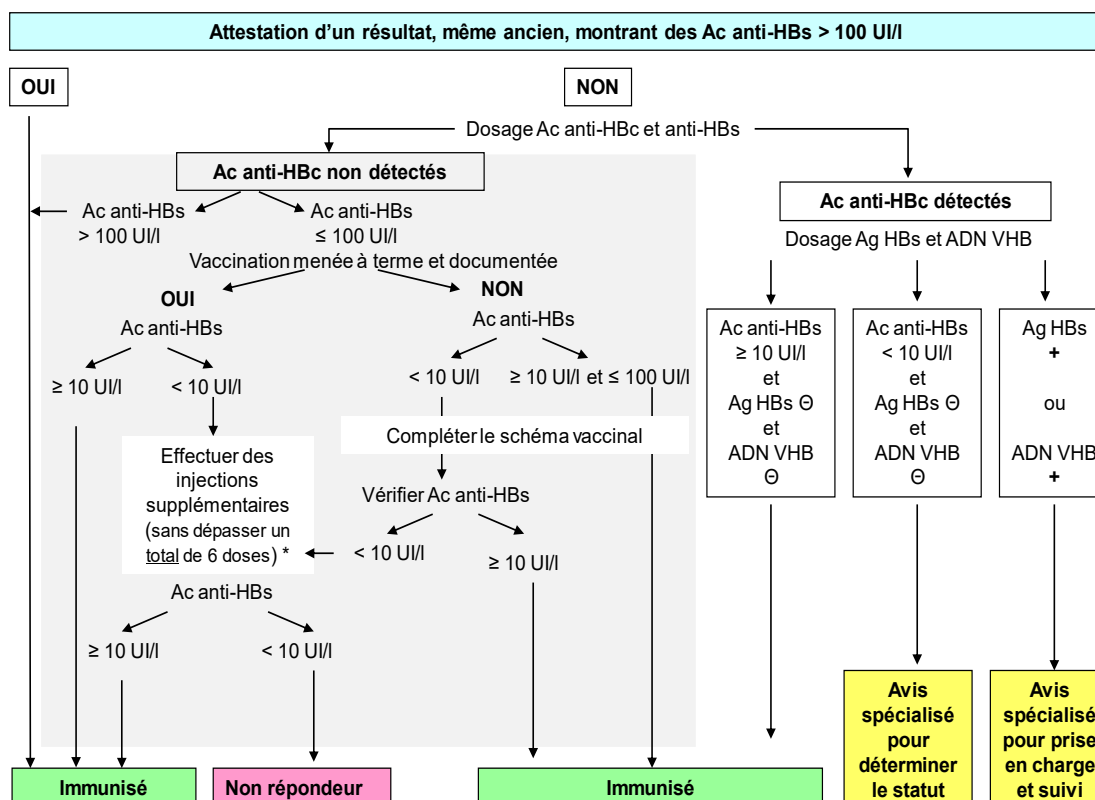 Attestation d’un résultat, même ancien, montrant des Ac anti-HBs > 100 UI/l
OUI
NON
Dosage Ac anti-HBc et anti-HBs
Ac anti-HBc non détectés
Ac anti-HBs
> 100 UI/l
Ac anti-HBs
≤ 100 UI/l
Vaccination menée à terme et documentée
OUI
Ac anti-HBs
≥ 10 UI/l
< 10 UI/l
Effectuer des
injections
supplémentaires
(sans dépasser un
total de 6 doses) *
Ac anti-HBs
≥ 10 UI/l
< 10 UI/l
NON
Ac anti-HBs
< 10 UI/l
≥ 10 UI/l et ≤ 100 UI/l
Compléter le schéma vaccinal
Vérifier Ac anti-HBs
< 10 UI/l
≥ 10 UI/l
Ac anti-HBc détectés
Dosage Ag HBs et ADN VHB
Ac anti-HBs
≥ 10 UI/l
et
Ag HBs Θ
et
ADN VHB
Θ
Ac anti-HBs
< 10 UI/l
et
Ag HBs Θ
et
ADN VHB
Θ
Ag HBs
+
ou
ADN VHB
+
Immunisé
Non répondeur
Immunisé
Avis
spécialisé
pour
déterminer
le statut
Avis
spécialisé
pour prise
en charge
et suivi